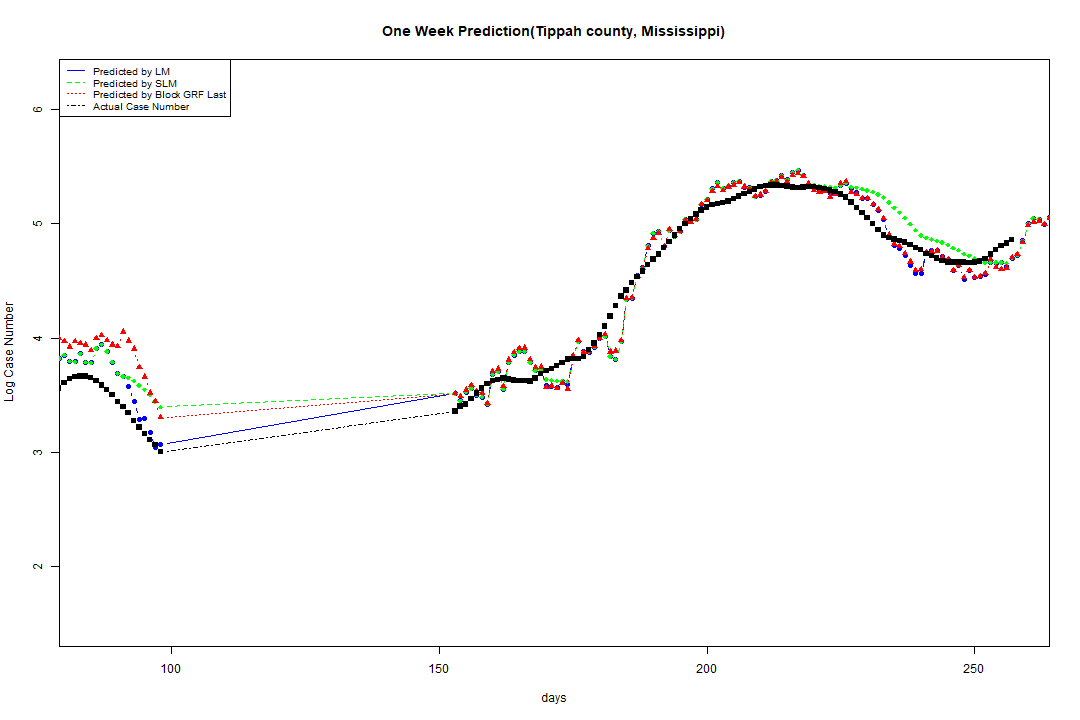 One Week Prediction(Tippah county, Mississippi)
Predicted by LM
Predicted by SLM
Predicted by Block GRF Last
Actual Case Number
6
5
4
3
2
Log Case Number
100 150 200 250
days